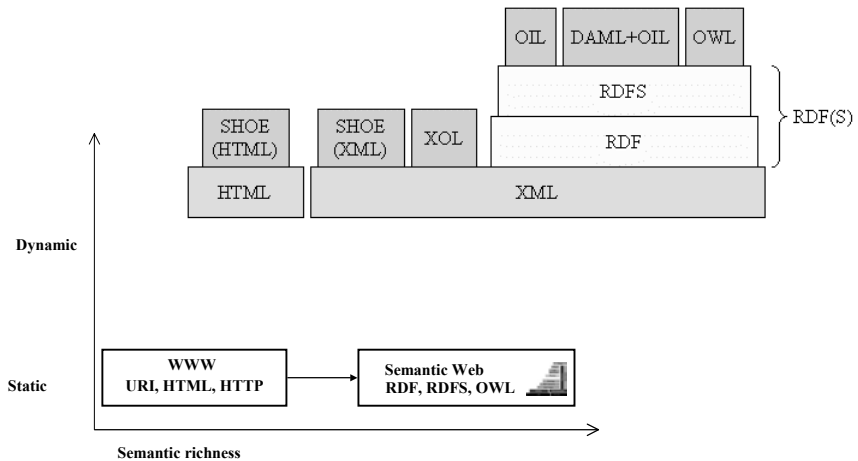 OIL
DAML+OIL
OWL
RDFS
RDF(S)
SHOE
(HTML)
SHOE
(XML)
XOL
RDF
HTML
XML
Dynamic
WWW
URI, HTML, HTTP
Semantic Web
RDF, RDFS, OWL
Static
Semantic richness